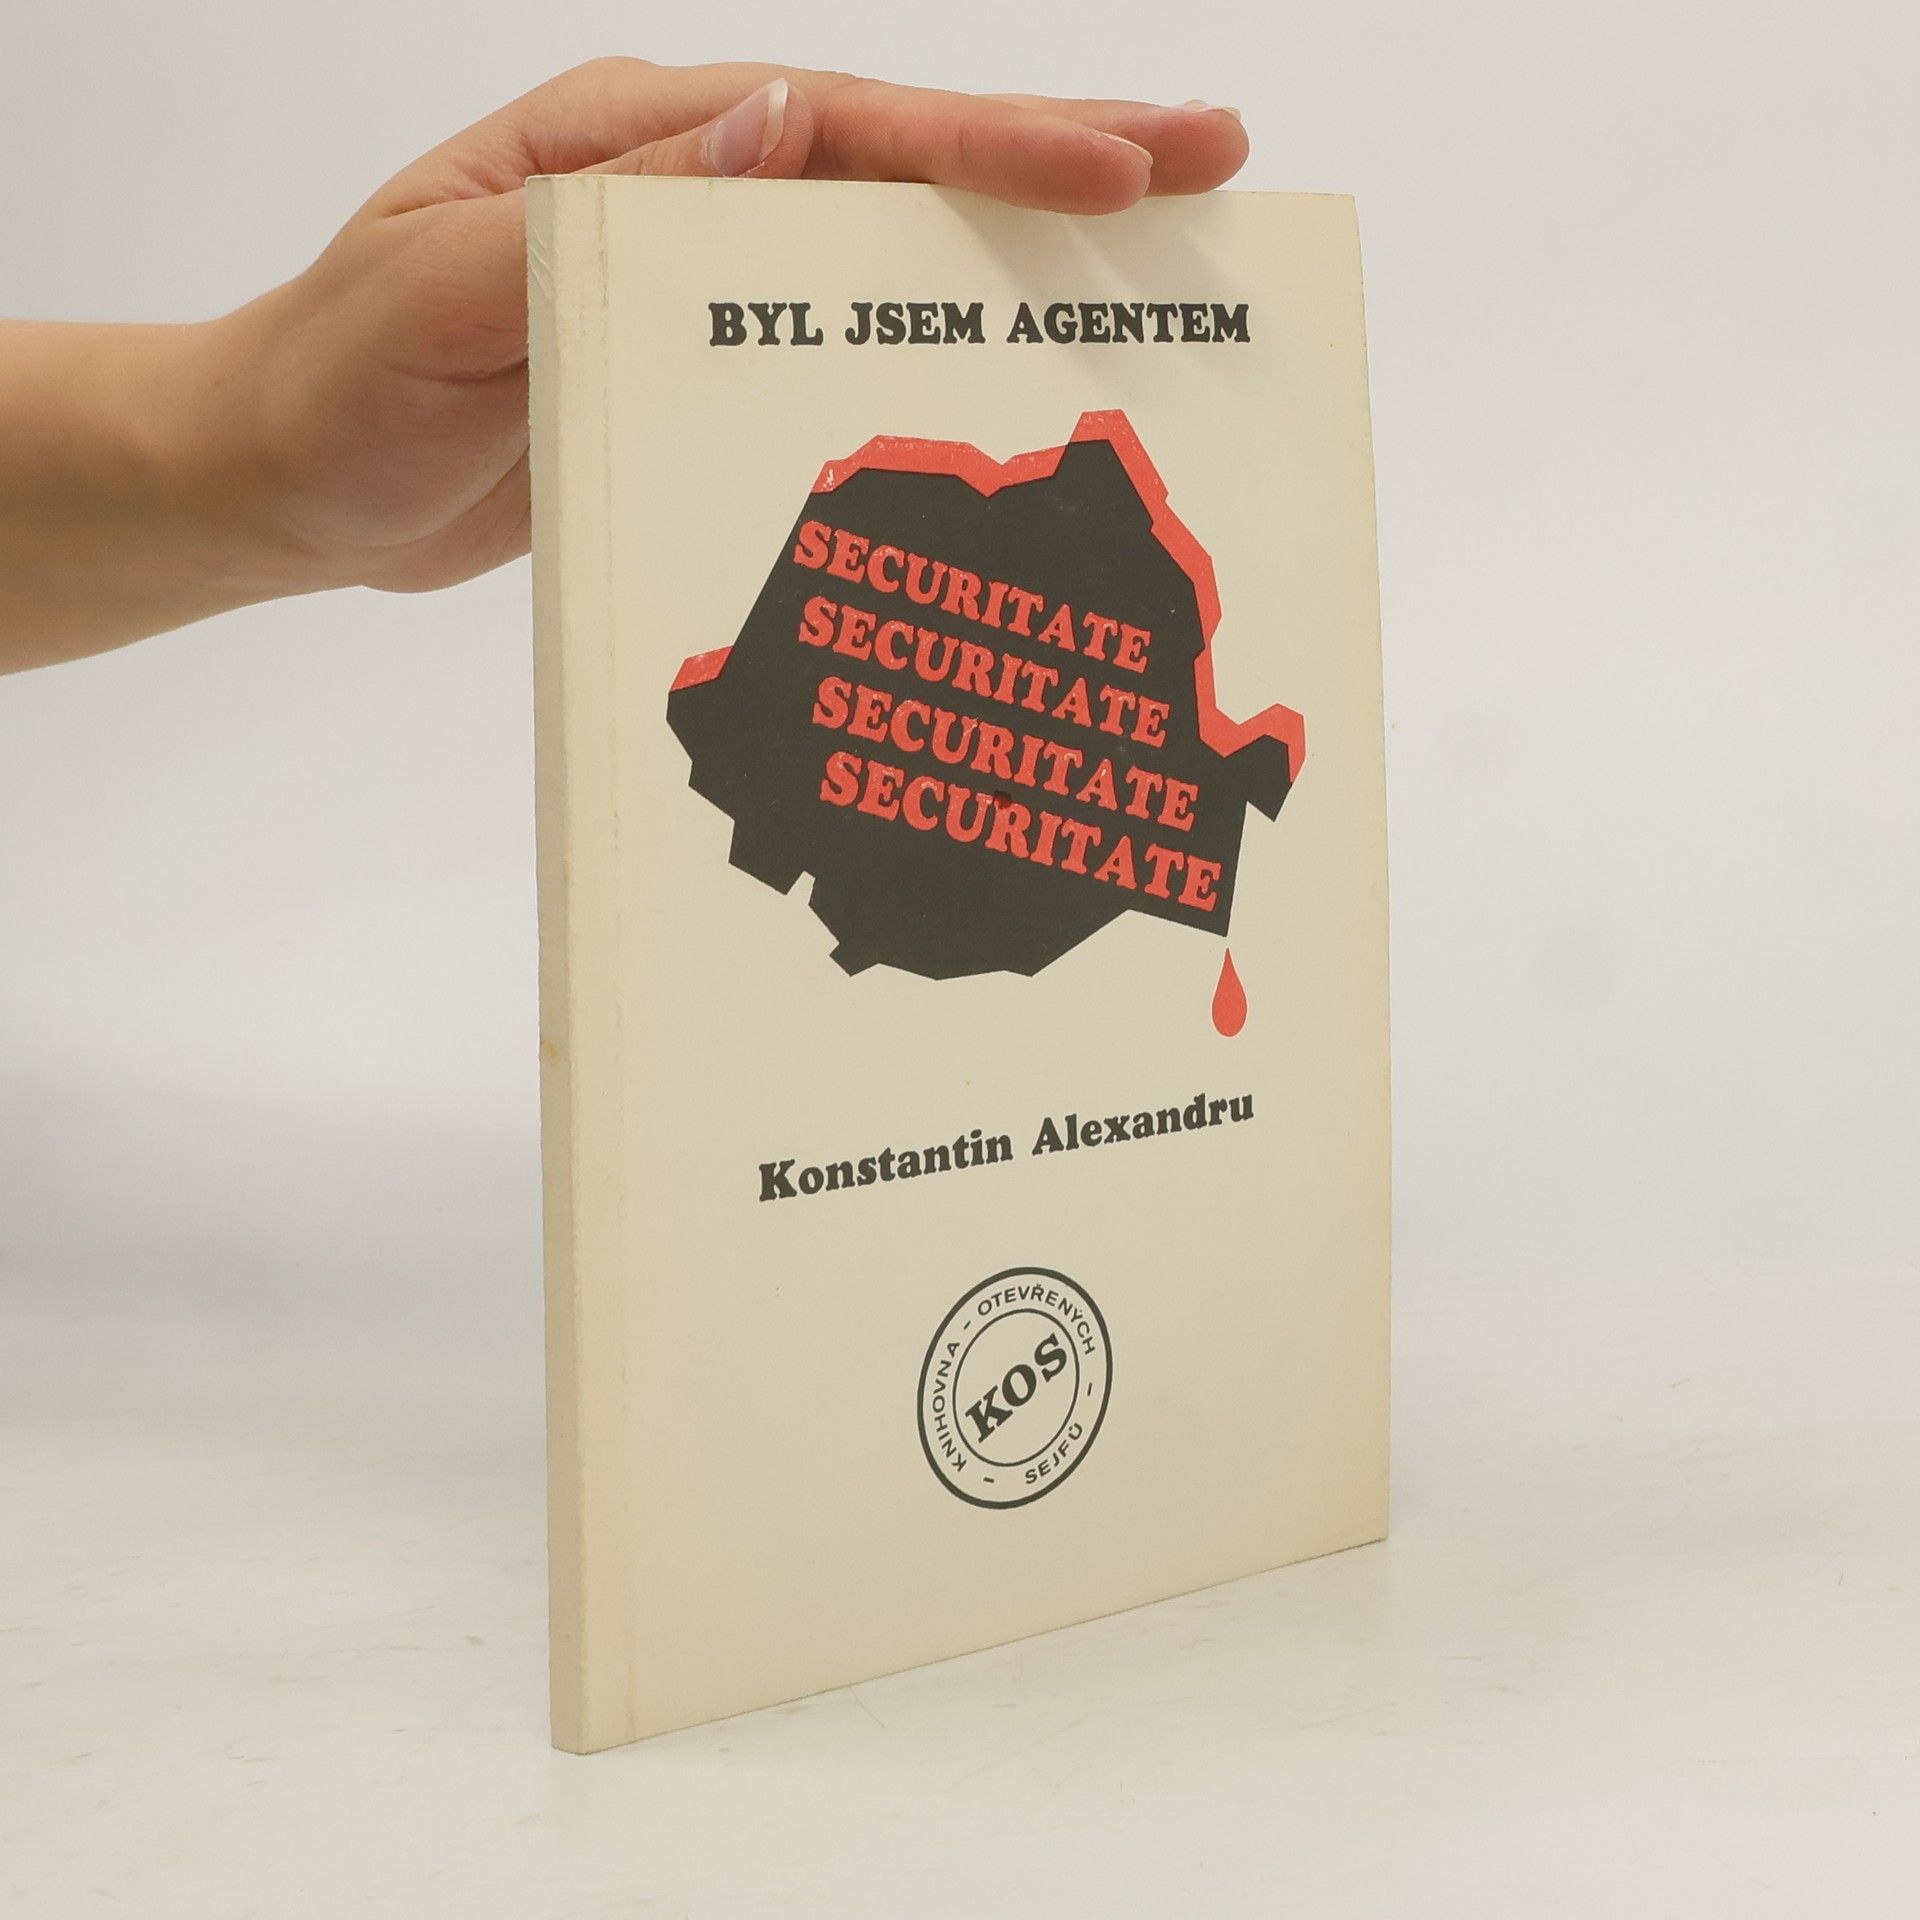 BYL JSEM AGENTEM
SECURITATE
SECURITATE
SECURITATE
SECURITATE
Konstantin Alexandru
KNIHOVNA - OTEVŘENÝCH - SEJFŮ -
KOS